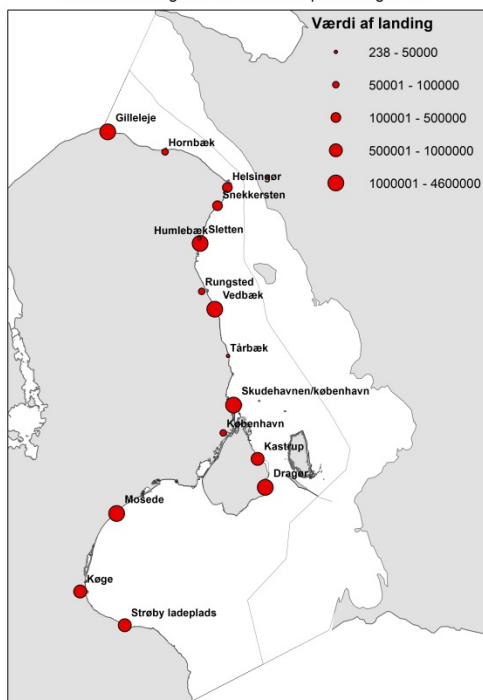 Værdi af landing
238 - 50000
50001 - 100000
100001 - 500000
500001 - 1000000
1000001 - 4600000
Gilleleje
Hornbæk
Helsingør
Snekkersten
Humlebæk
Sletten
Rungsted
Vedbæk
Tårbæk
Skudehavnen/københavn
København
Kastrup
Dragør
Mosede
Køge
Strøby ladeplads